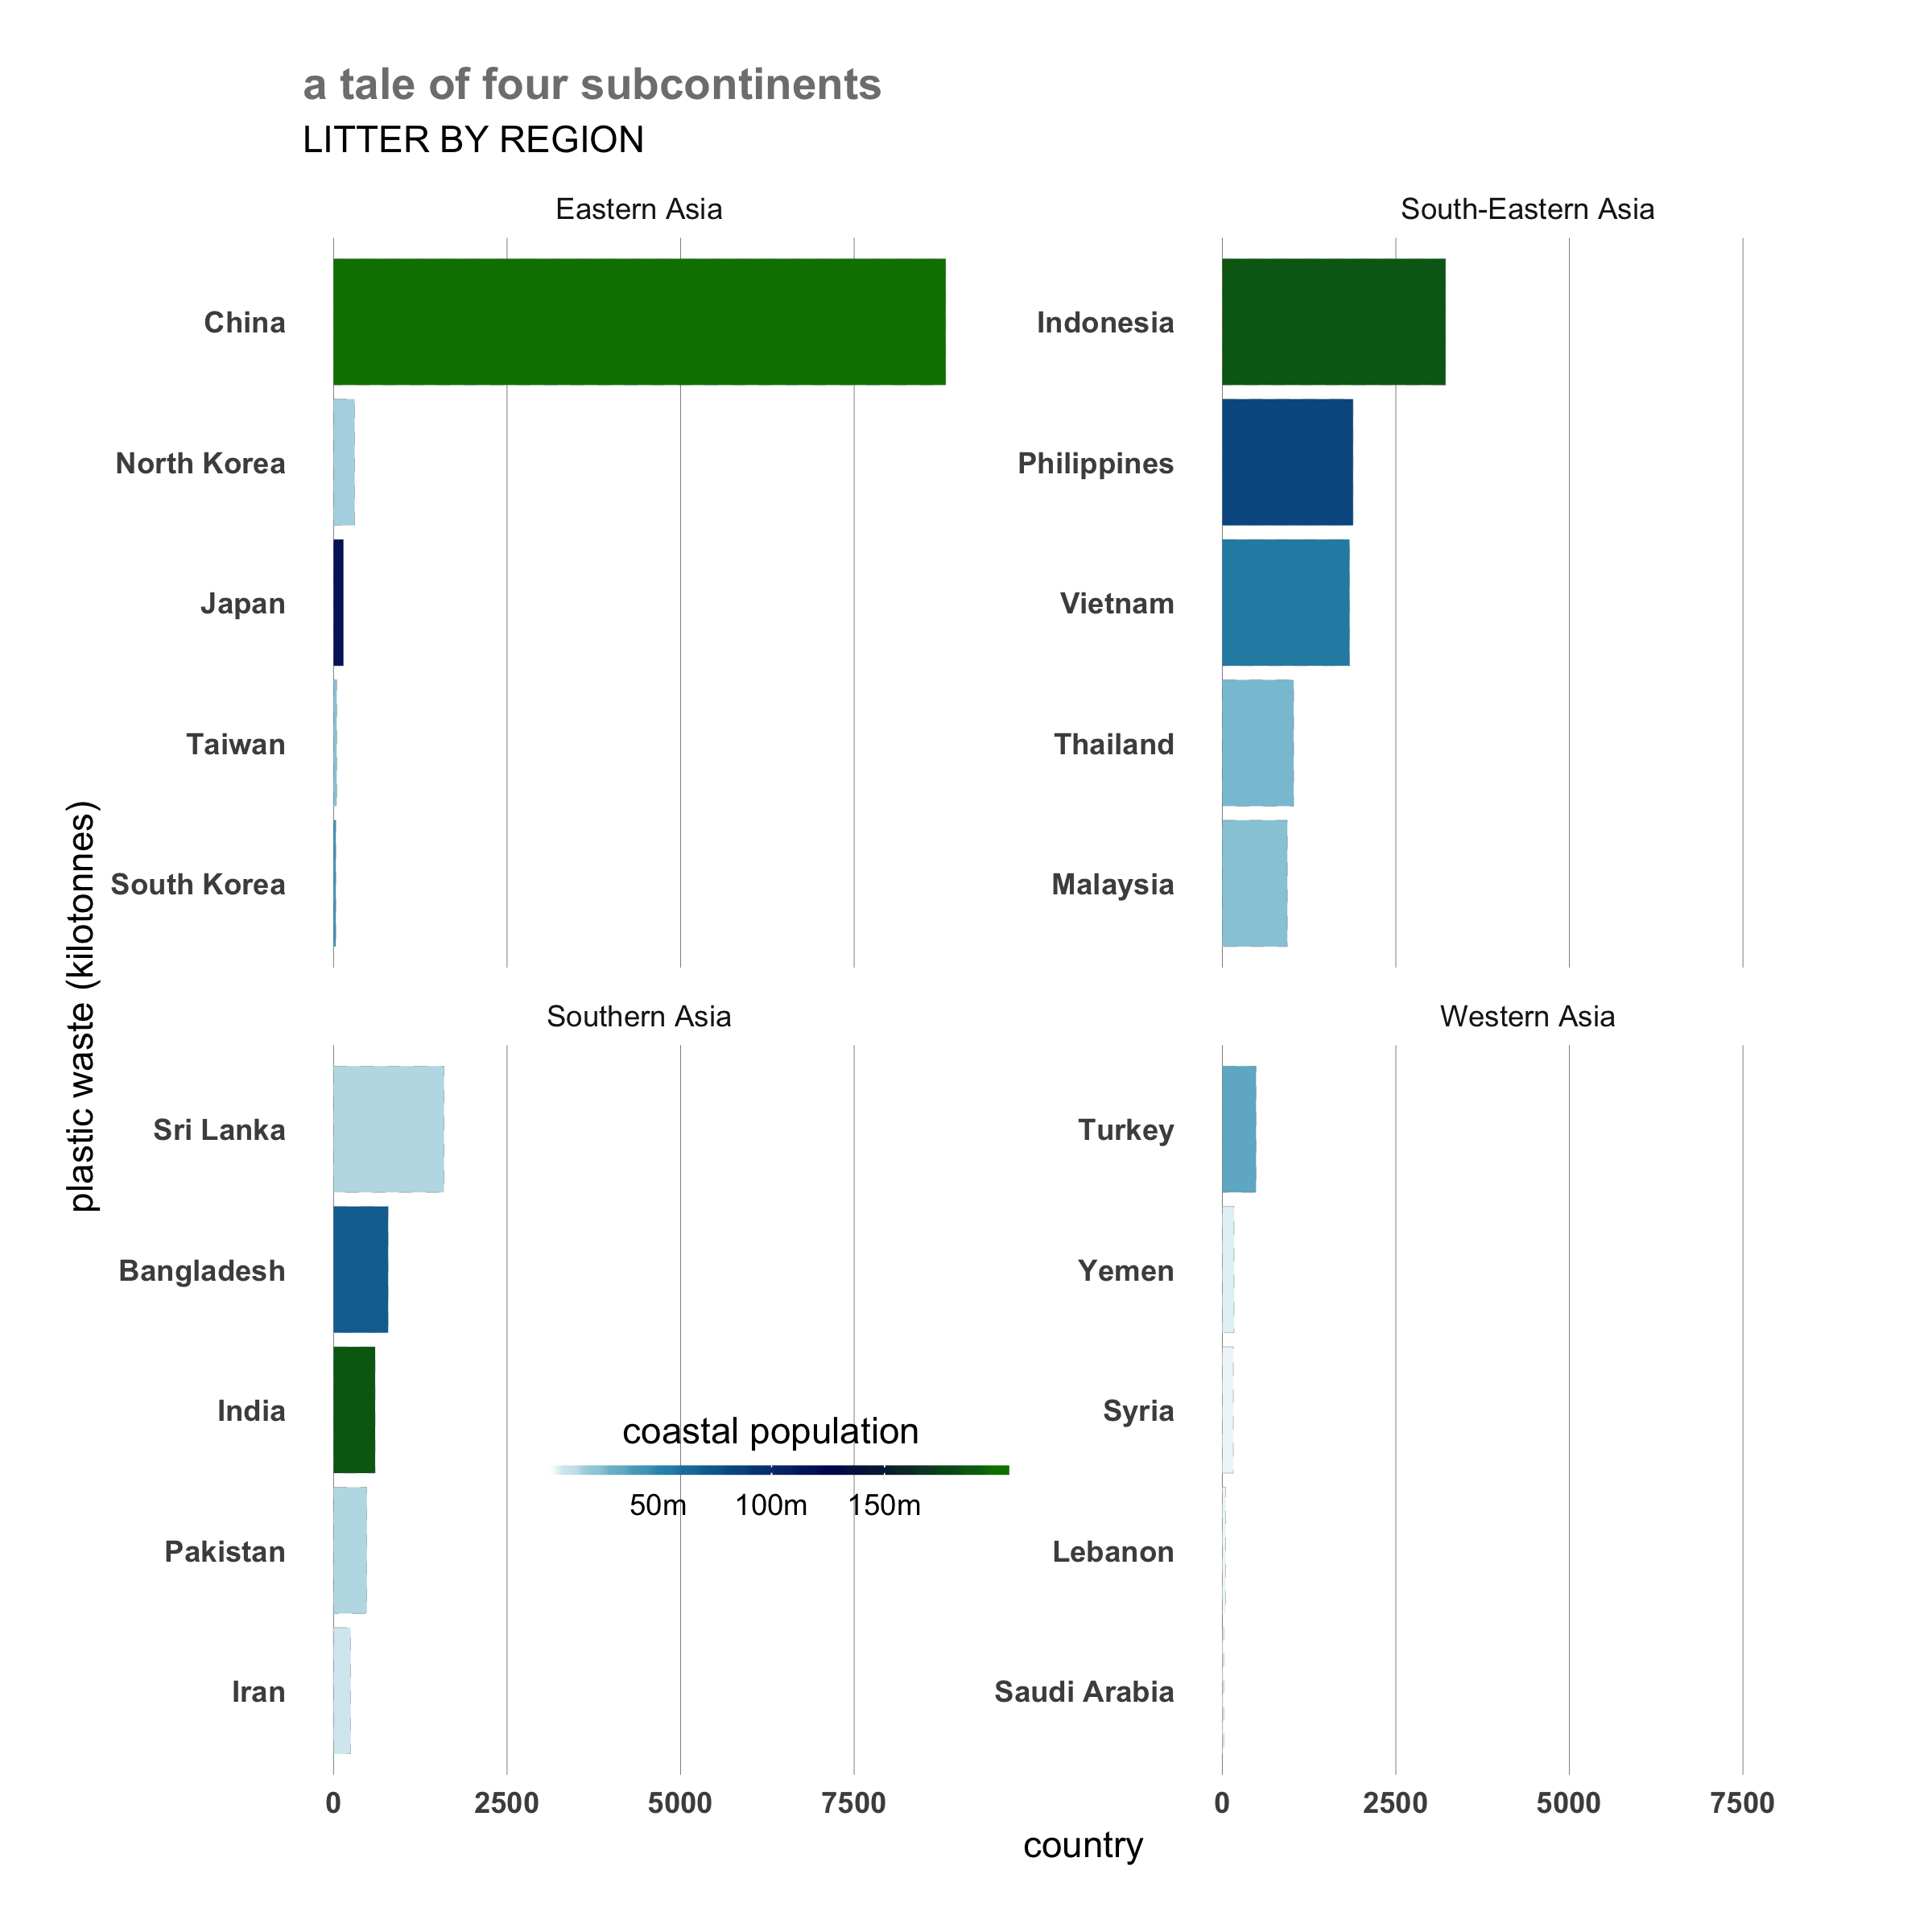 a tale of four subcontinents
LITTER BY REGION
Eastern Asia
China
North Korea
Japan
Taiwan
South Korea
South-Eastern Asia
Indonesia
Philippines
Vietnam
Thailand
Malaysia
plastic waste (kilotonnes)
Southern Asia
Sri Lanka
Bangladesh
India
Pakistan
Iran
coastal population
50m 100m 150m
0 2500 5000 7500
Western Asia
Turkey
Yemen
Syria
Lebanon
Saudi Arabia
0 2500 5000 7500
country